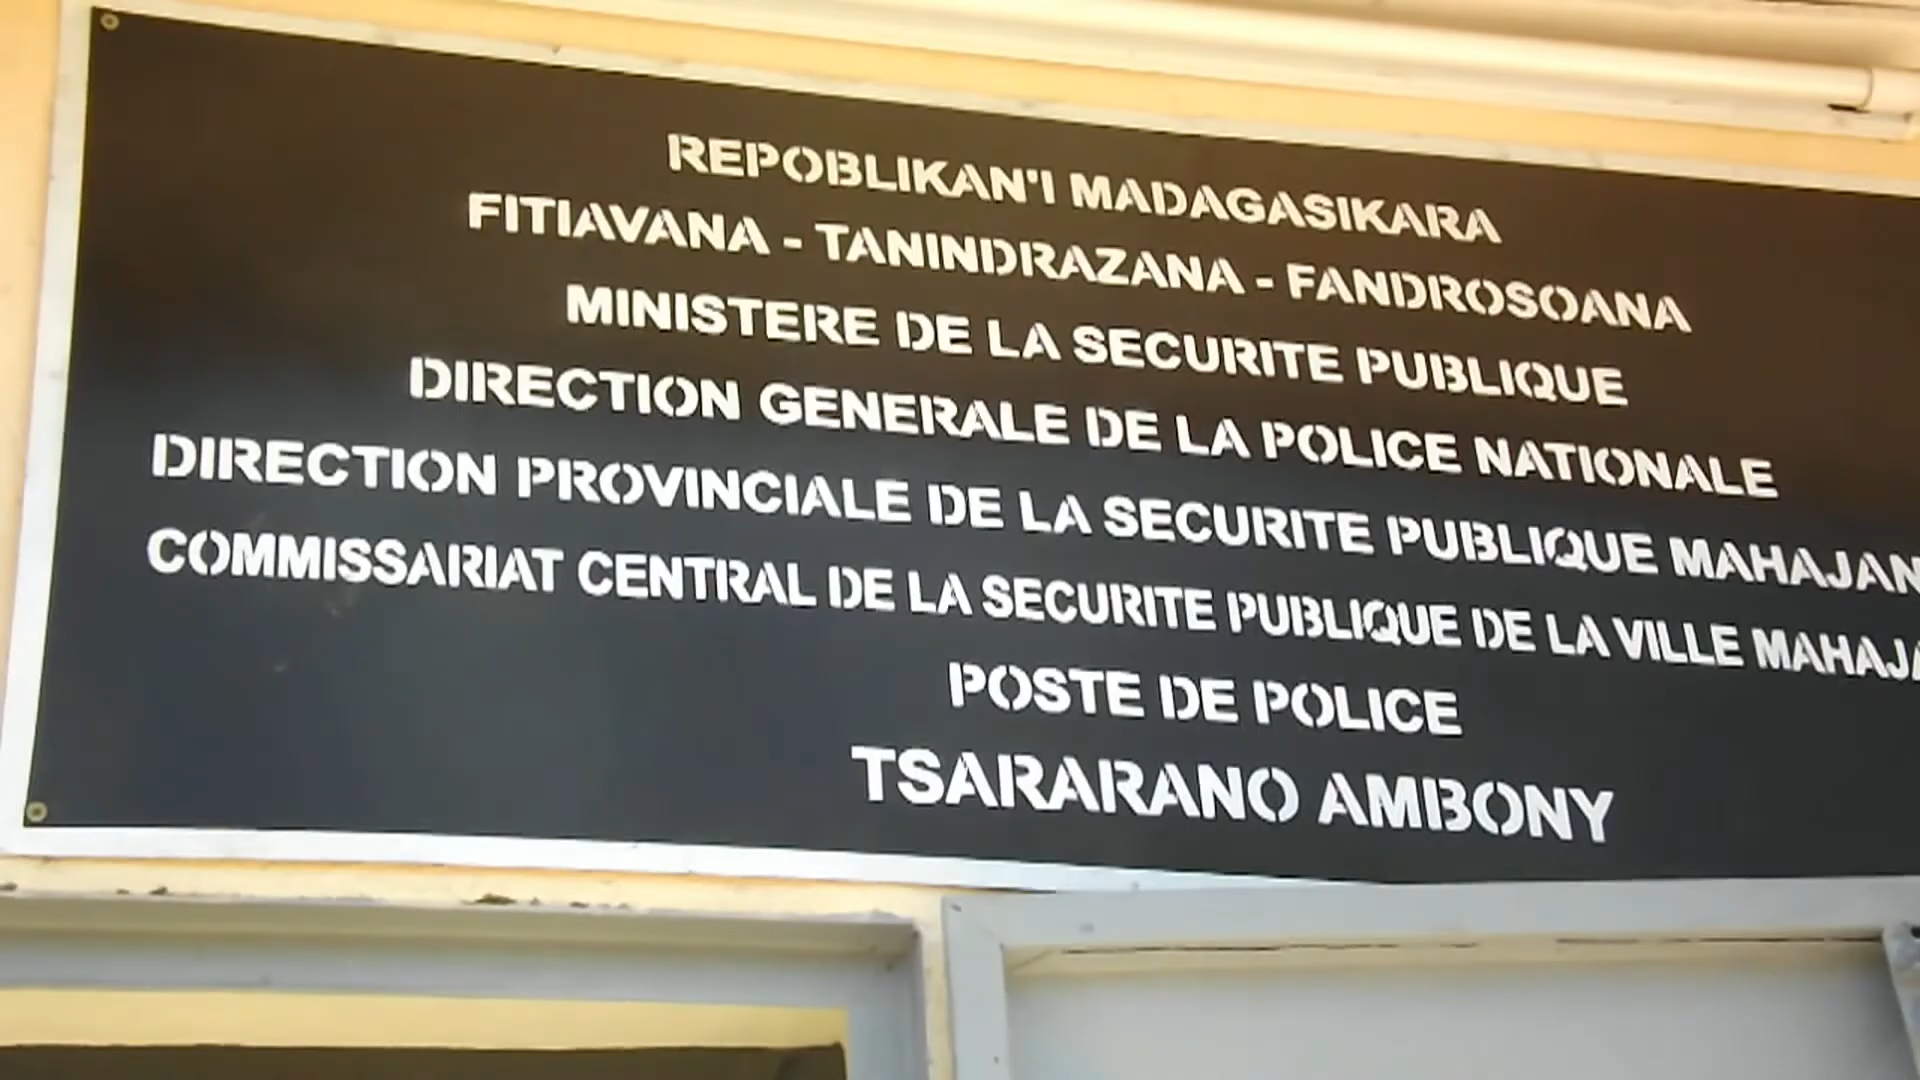 REPOBLIKAN'I MADAGASIKARA
FITIAVANA - TANINDRAZANA - FANDROSOANA
MINISTERE DE LA SECURITE PUBLIQUE
DIRECTION GENERALE DE LA POLICE NATIONALE
DIRECTION PROVINCIALE DE LA SECURITE PUBLIQUE MAHAJAN
COMMISSARIAT CENTRAL DE LA SECURITE PUBLIQUE DE LA VILLE MAHAJA
POSTE DE POLICE
TSARARANO AMBONY